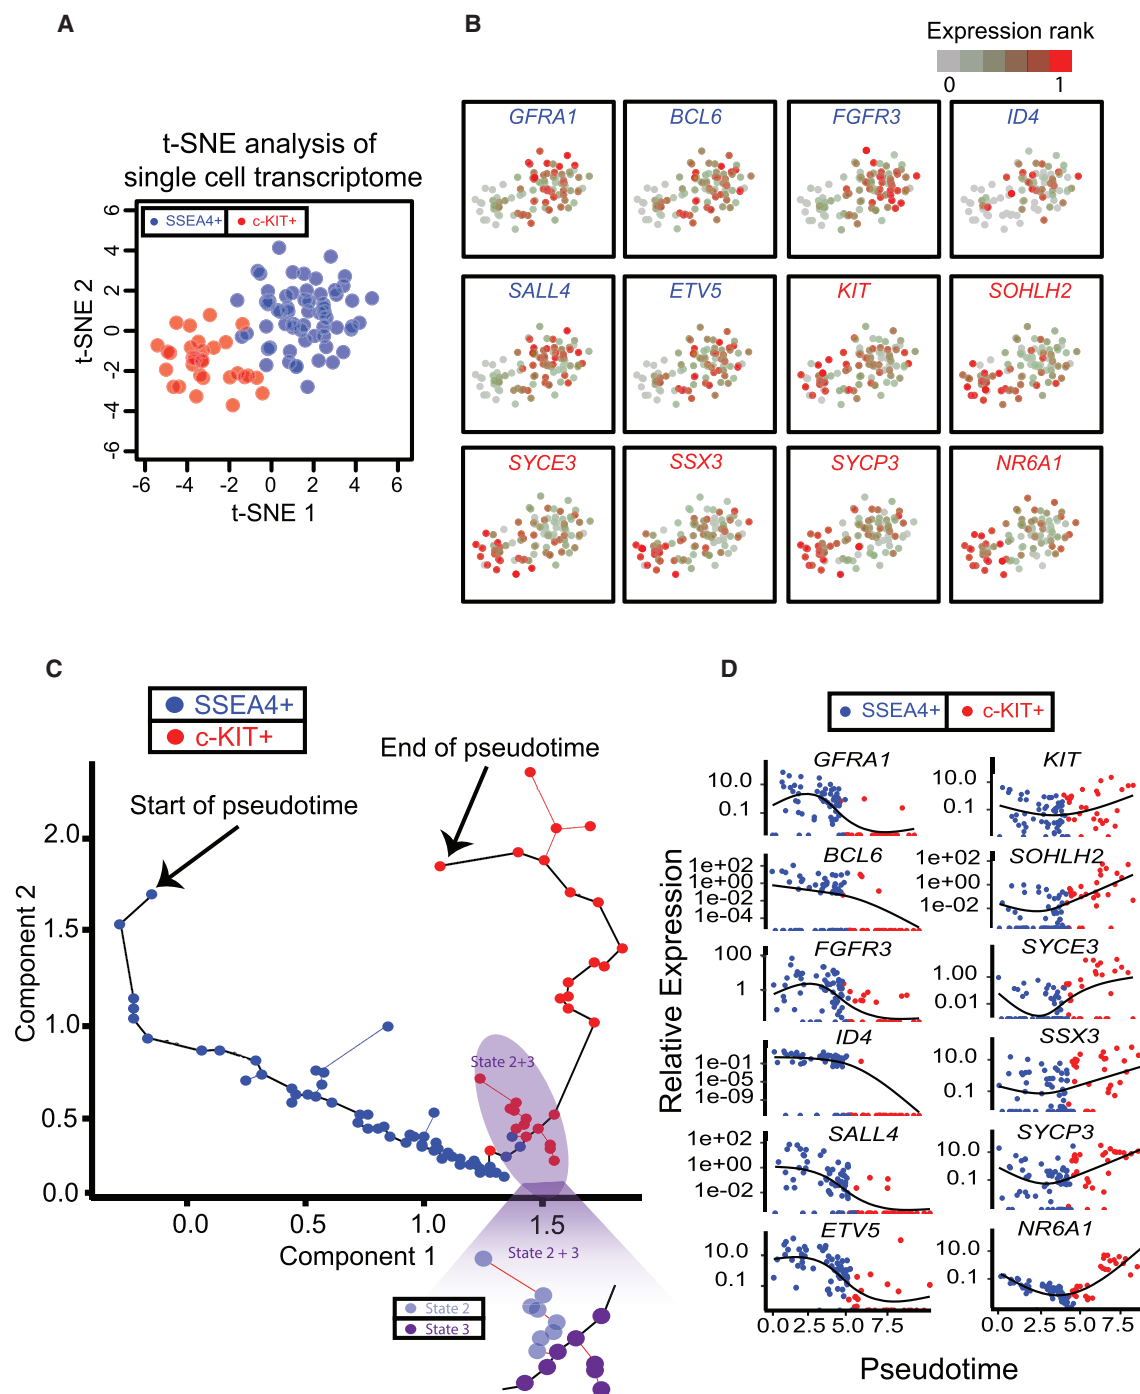 A
t-SNE analysis of
single cell transcriptome
SSEA4+ c-KIT+
6
4
2
0
-2
-4
-6
t-SNE 2
-6 -4 -2 0 2 4 6
t-SNE 1
B
Expression rank
0 1
GFRA1 BCL6 FGFR3 ID4
SALL4 ETV5 KIT SOHLH2
SYCE3 SSX3 SYCP3 NR6A1
C
SSEA4+
c-KIT+
Start of pseudotime
End of pseudotime
2.0
1.5
1.0
0.5
0.0
Component 2
State 2+3
0.0 0.5 1.0 1.5
Component 1
State 2 + 3
State 2
State 3
D
SSEA4+ c-KIT+
Relative Expression
GFRA1
10.0
0.1
KIT
10.0
0.1
BCL6
1e+02
1e+00
1e-02
1e-04
SOHLH2
1e+02
1e+00
1e-02
FGFR3
100
1
SYCE3
1.00
0.01
ID4
1e-01
1e-05
1e-09
SSX3
10.0
0.1
SALL4
1e+02
1e+00
1e-02
SYCP3
10.0
0.1
ETV5
10.0
0.1
NR6A1
10.0
0.1
0.0 2.5 5.0 7.5
0.0 2.5 5.0 7.5
Pseudotime